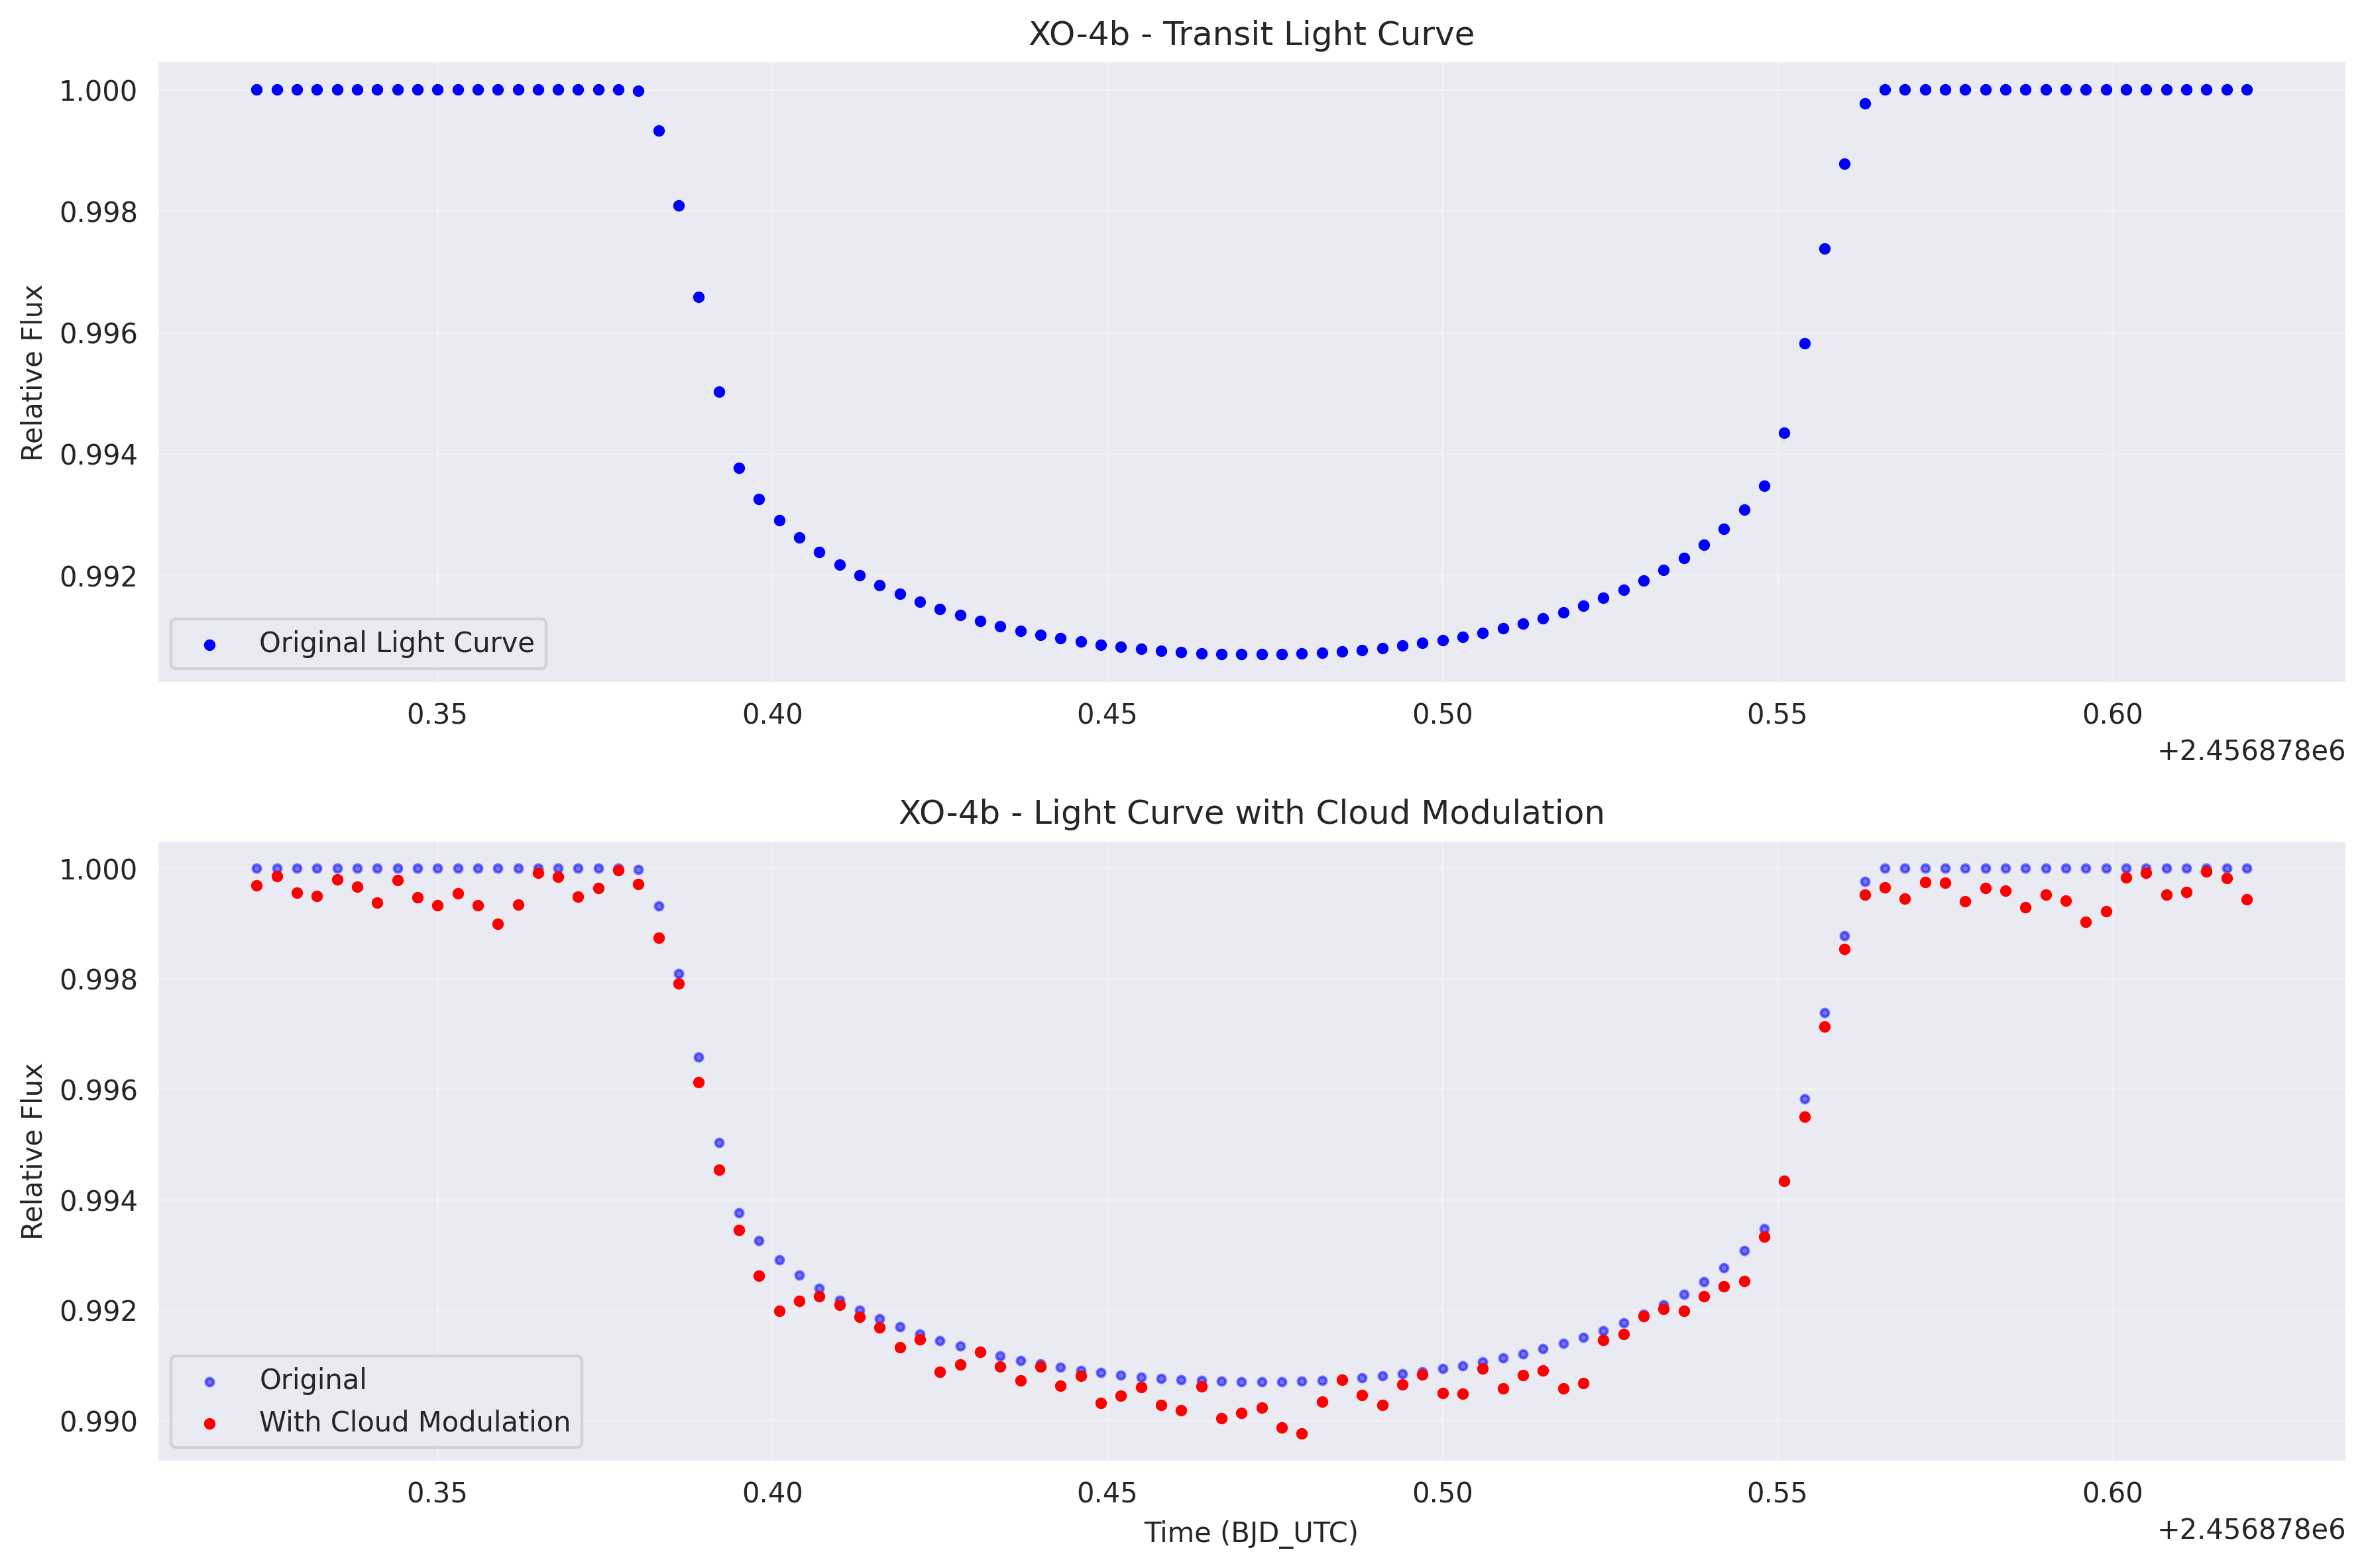 XO-4b - Transit Light Curve
Relative Flux
1.000
0.998
0.996
0.994
0.992
Original Light Curve
0.35 0.40 0.45 0.50 0.55 0.60
+2.456878e6
XO-4b - Light Curve with Cloud Modulation
Relative Flux
1.000
0.998
0.996
0.994
0.992
0.990
Original
With Cloud Modulation
0.35 0.40 0.45 0.50 0.55 0.60
Time (BJD_UTC)
+2.456878e6